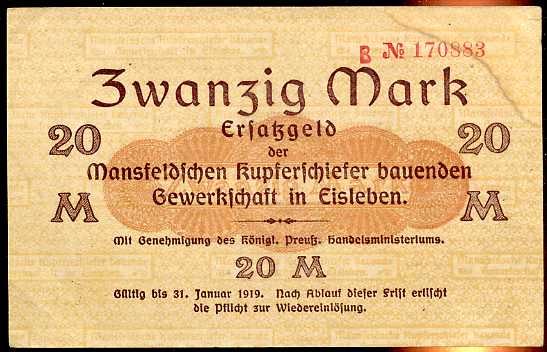 B № 170883
Zwanzig Mark
20 Ersatzgeld 20
der
Mansfeldschen Kupferschiefer bauenden
M Gewerkschaft in Eisleben. M
Mit Genehmigung des Königl. Preuß. Handelsministeriums.
20 M
Gültig bis 31. Januar 1919. Nach Ablauf dieser Frist erlischt
die Pflicht zur Wiedereinlösung.